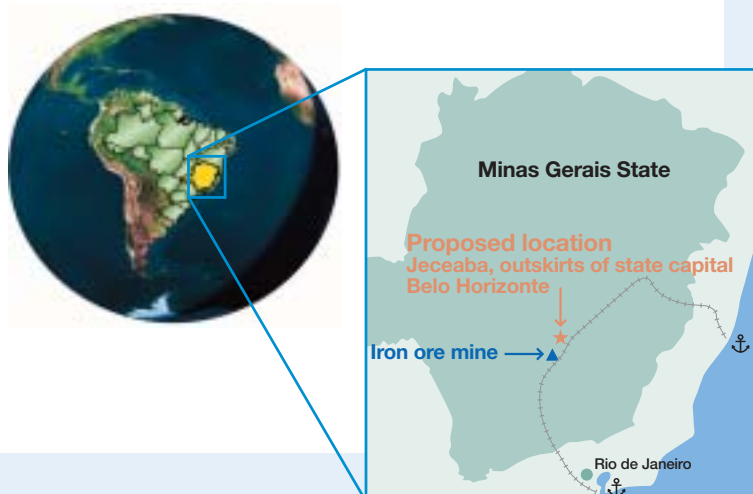 Minas Gerais State
Proposed location
Jeceaba, outskirts of state capital
Belo Horizonte
Iron ore mine
Rio de Janeiro